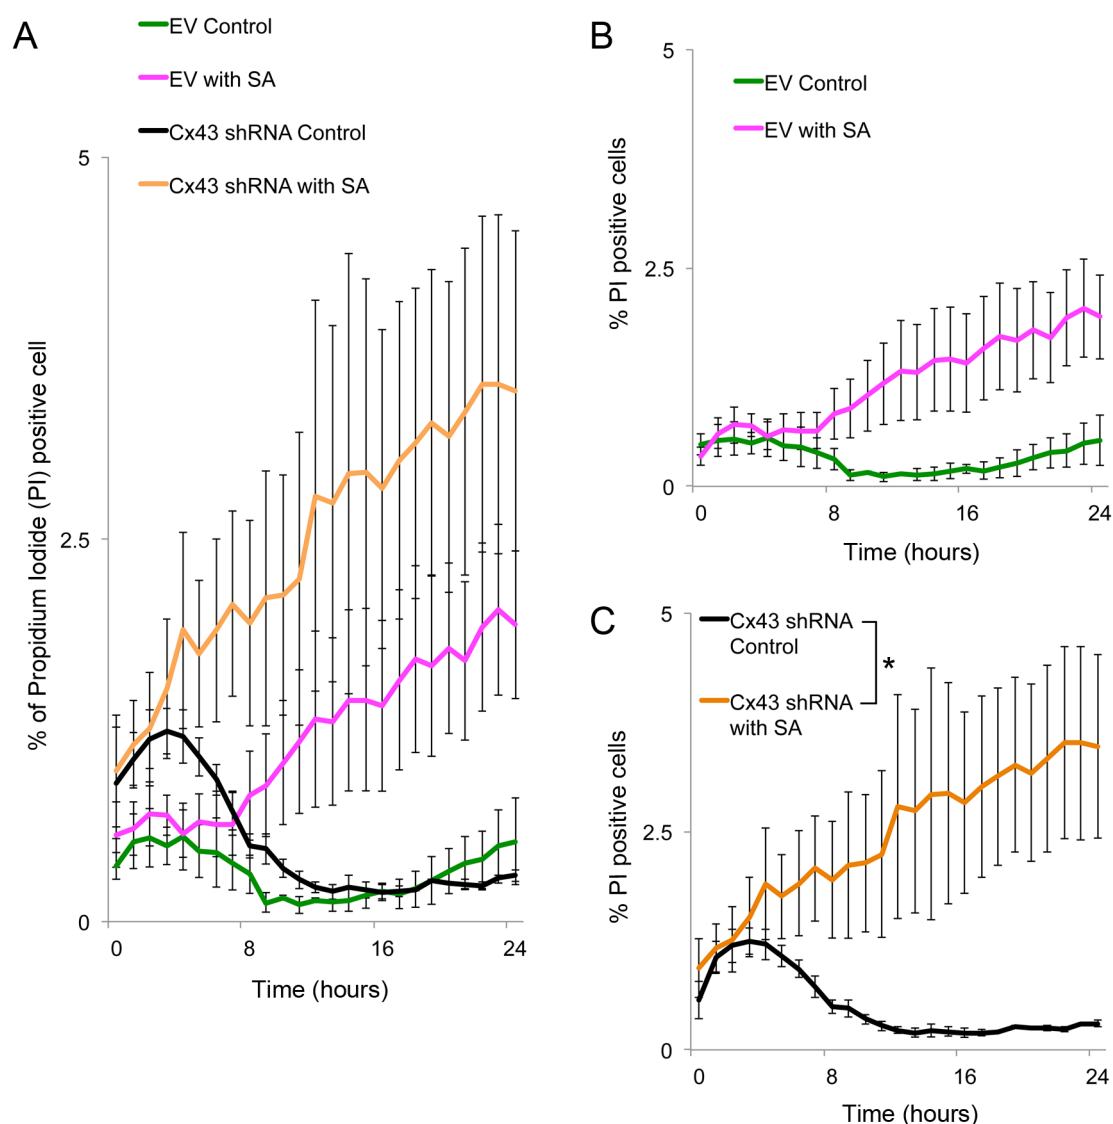 A
EV Control
EV with SA
Cx43 shRNA Control
Cx43 shRNA with SA
5
2.5
0
% of Propidium Iodide (PI) positive cell
0 8 16 24
Time (hours)
B
5
2.5
0
% PI positive cells
EV Control
EV with SA
0 8 16 24
Time (hours)
C
5
2.5
0
% PI positive cells
Cx43 shRNA
Control
*
Cx43 shRNA
with SA
0 8 16 24
Time (hours)